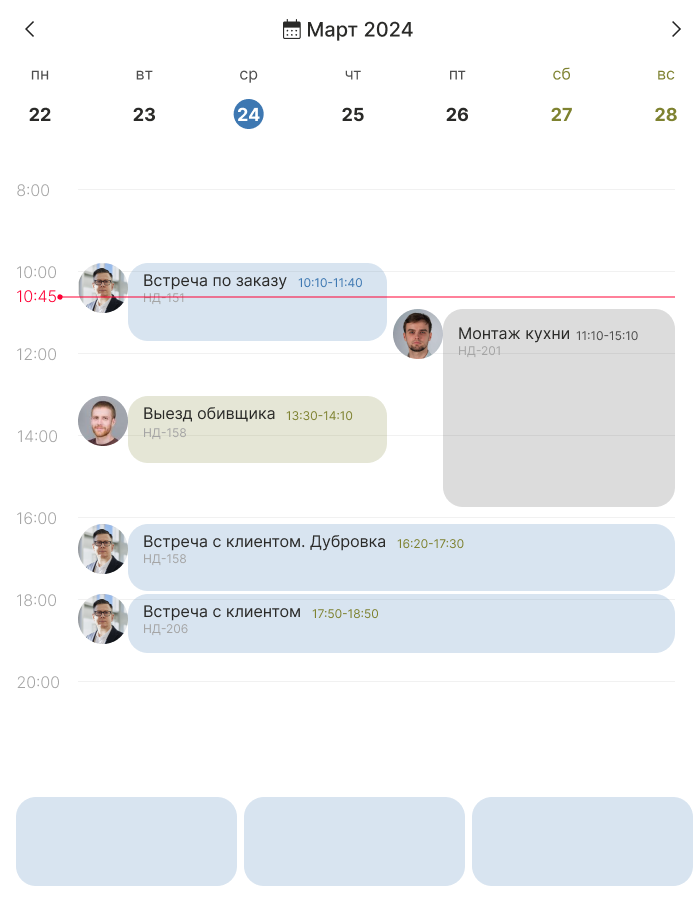 Март 2024
пн вт ср чт пт сб вс
22 23 24 25 26 27 28
8:00
10:00
Встреча по заказу 10:10-11:40
10:45
НД-151
Монтаж кухни 11:10-15:10
НД-201
12:00
Выезд обивщика 13:30-14:10
НД-158
14:00
16:00
Встреча с клиентом. Дубровка 16:20-17:30
НД-158
18:00
Встреча с клиентом 17:50-18:50
НД-206
20:00